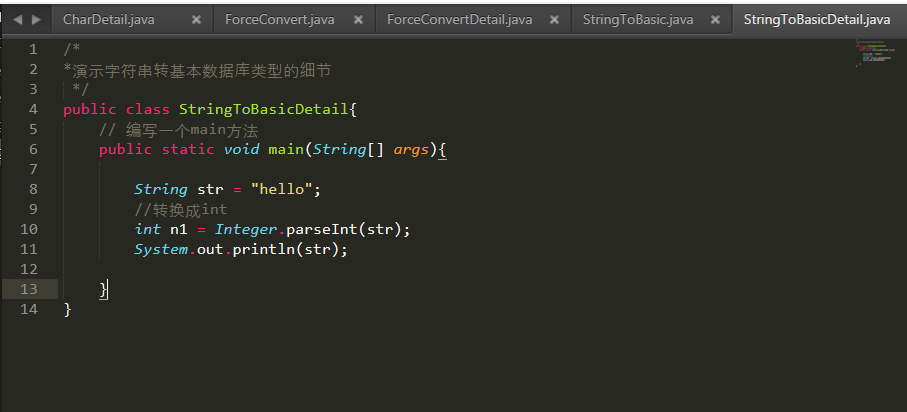 CharDetail.java
ForceConvert.java
ForceConvertDetail.java
StringToBasic.java
StringToBasicDetail.java
1 /*
2 *演示字符串转基本数据库类型的细节
3 */
4 public class StringToBasicDetail{
5 // 编写一个main方法
6 public static void main(String[] args){
7
8 String str = "hello";
9 //转换成int
10 int n1 = Integer.parseInt(str);
11 System.out.println(str);
12
13 }
14 }